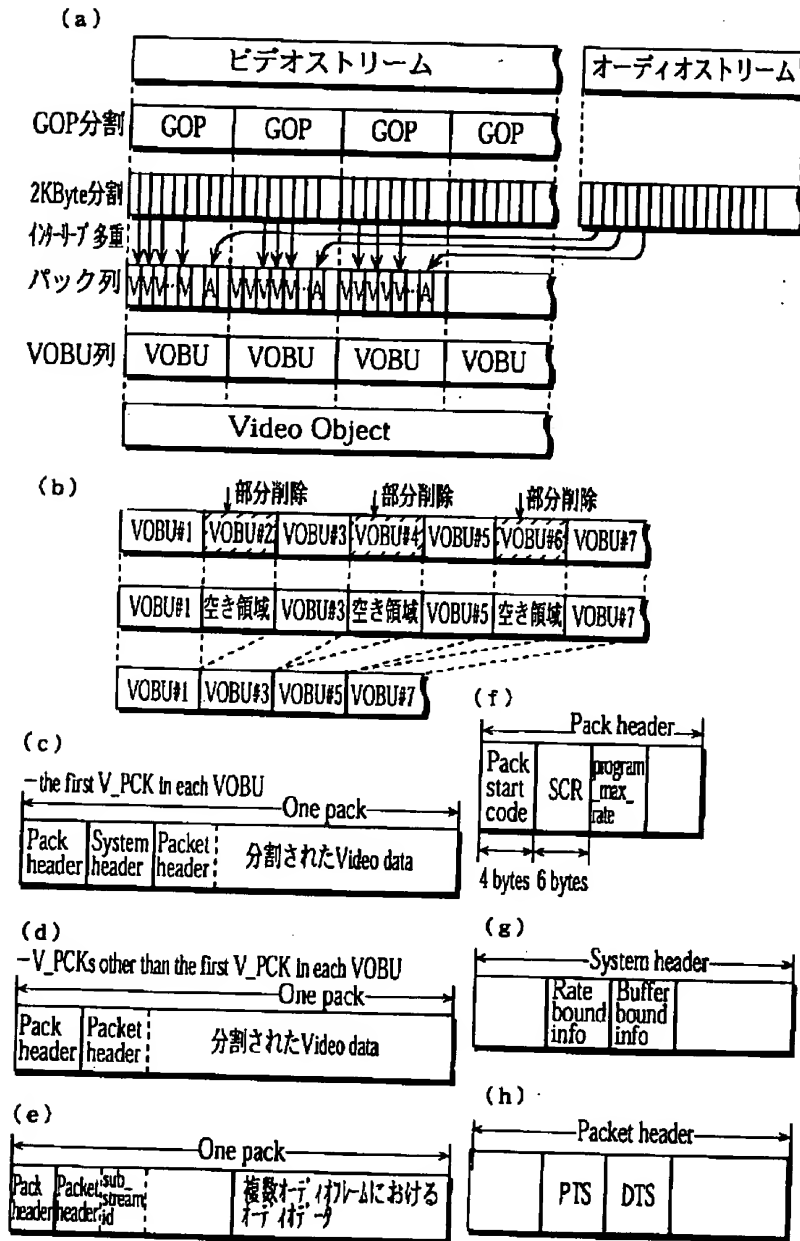 (a)
ビデオストリーム オーディオストリーム
GOP分割 GOP GOP GOP GOP
2KByte分割
インターリーブ多重
パック列 V V V … V A V V V V V … A V V V V V … A
VOBU列 VOBU VOBU VOBU VOBU
Video Object
(b)
部分削除 部分削除 部分削除
VOBU#1 VOBU#2 VOBU#3 VOBU#4 VOBU#5 VOBU#6 VOBU#7
VOBU#1 空き領域 VOBU#3 空き領域 VOBU#5 空き領域 VOBU#7
VOBU#1 VOBU#3 VOBU#5 VOBU#7
(c)
－the first V_PCK in each VOBU
One pack
Pack System Packet
header header header 分割されたVideo data
(d)
－V_PCKs other than the first V_PCK in each VOBU
One pack
Pack Packet
header header 分割されたVideo data
(e)
One pack
Pack Packet sub_
header header stream
id
複数オーディオフレームにおける
オーディオデータ
(f)
Pack header
Pack
start
code
SCR
program
_max_
rate
4 bytes 6 bytes
(g)
System header
Rate
bound
info
Buffer
bound
info
(h)
Packet header
PTS DTS